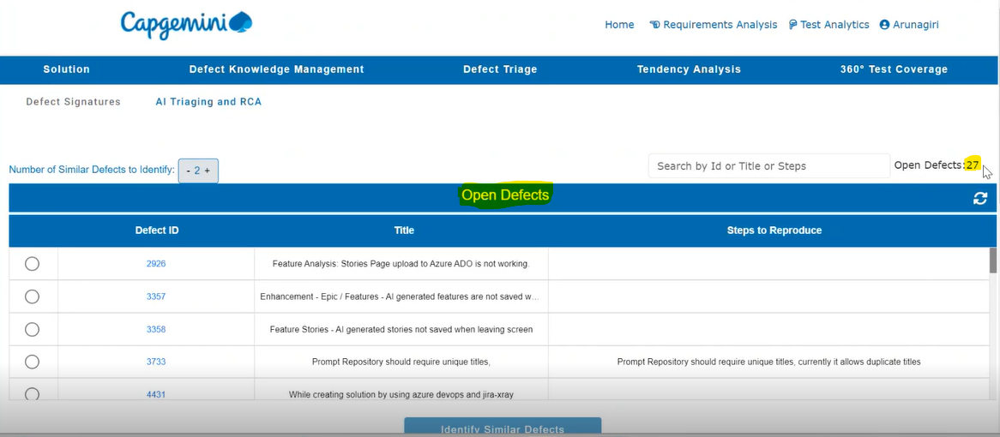 Capgemini
Home Requirements Analysis Test Analytics Arunagiri
Solution Defect Knowledge Management Defect Triage Tendency Analysis 360° Test Coverage
Defect Signatures AI Triaging and RCA
Number of Similar Defects to Identify: - 2 + Search by Id or Title or Steps Open Defects:27
Open Defects
Defect ID Title Steps to Reproduce
2926 Feature Analysis: Stories Page upload to Azure ADO is not working.
3357 Enhancement - Epic / Features - AI generated features are not saved w...
3358 Feature Stories - AI generated stories not saved when leaving screen
3733 Prompt Repository should require unique titles, Prompt Repository should require unique titles, currently it allows duplicate titles
4431 While creating solution by using azure devops and jira-xray
Identify Similar Defects